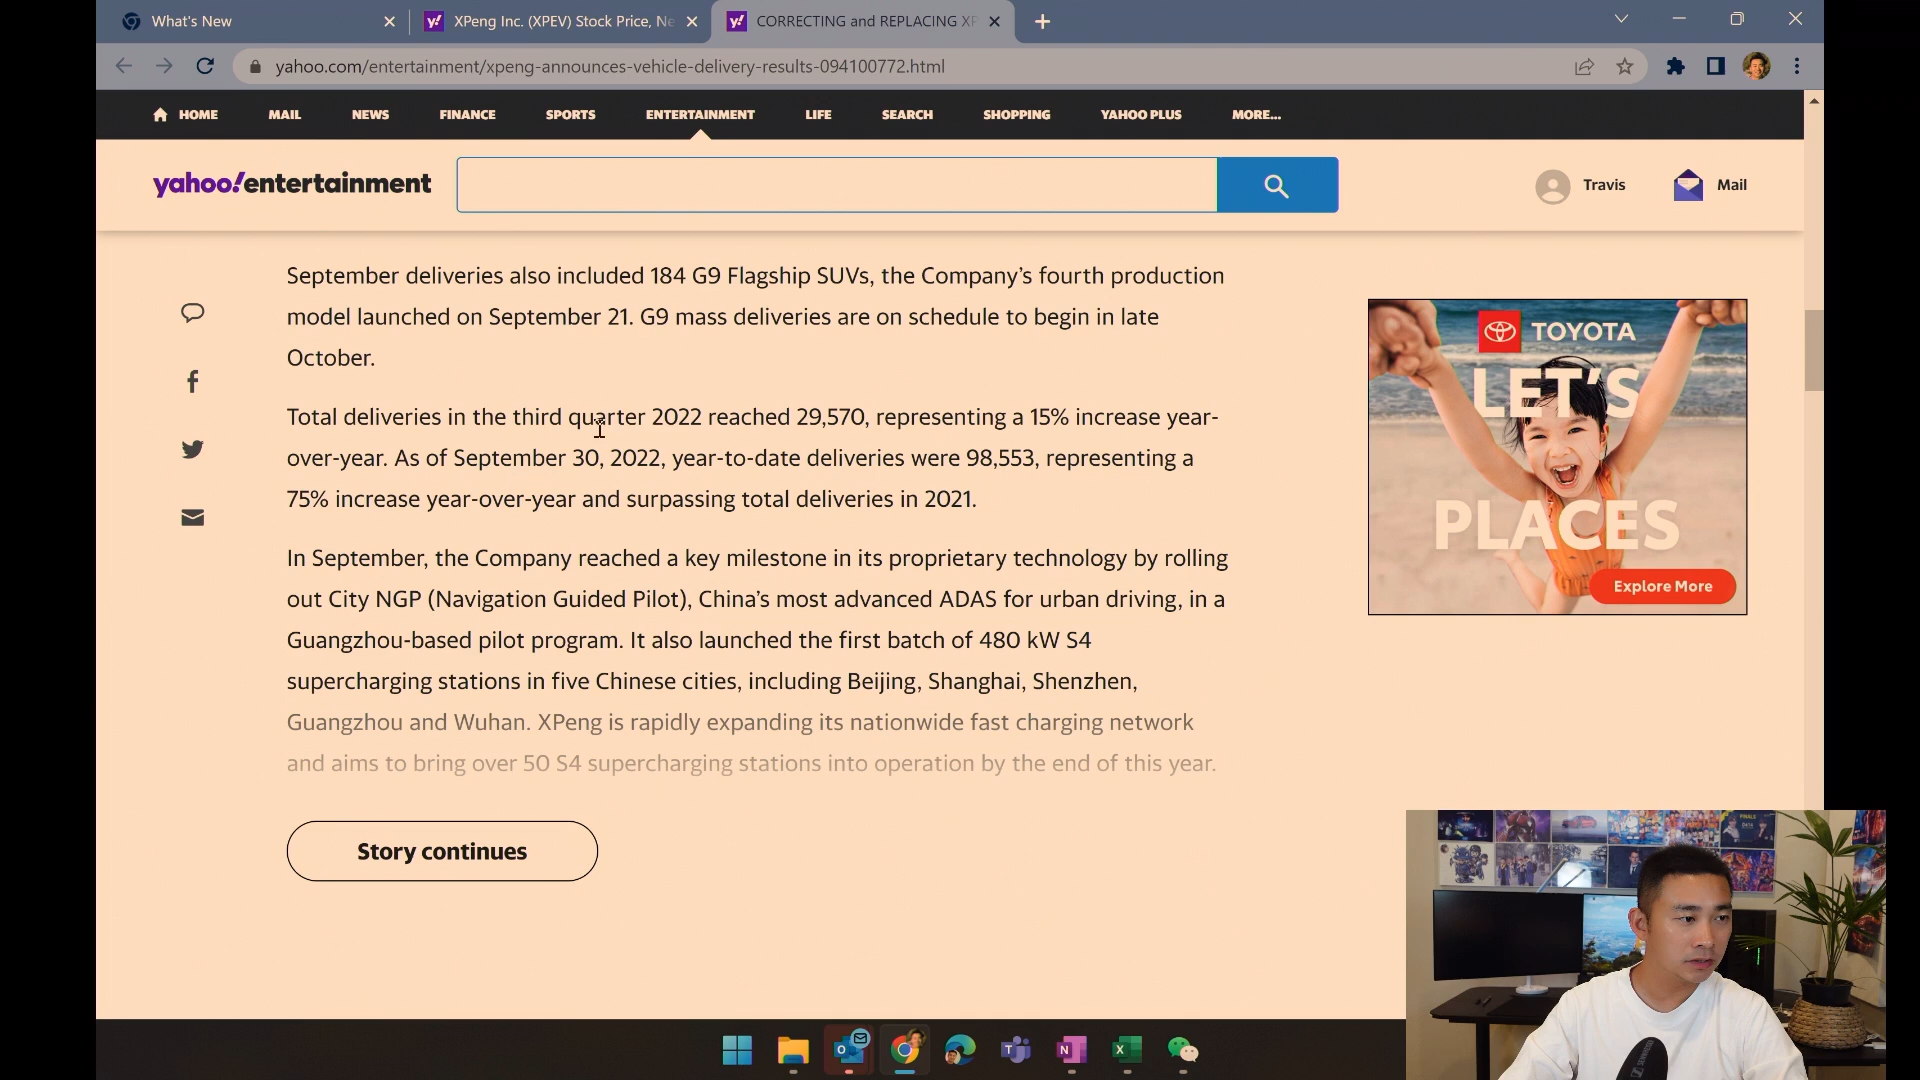 What's New
XPeng Inc. (XPEV) Stock Price, Ne
CORRECTING and REPLACING XP
yahoo.com/entertainment/xpeng-announces-vehicle-delivery-results-094100772.html
HOME MAIL NEWS FINANCE SPORTS ENTERTAINMENT LIFE SEARCH SHOPPING YAHOO PLUS MORE...
yahoo!entertainment
Travis
Mail
September deliveries also included 184 G9 Flagship SUVs, the Company's fourth production
model launched on September 21. G9 mass deliveries are on schedule to begin in late
October.
Total deliveries in the third quarter 2022 reached 29,570, representing a 15% increase year-
over-year. As of September 30, 2022, year-to-date deliveries were 98,553, representing a
75% increase year-over-year and surpassing total deliveries in 2021.
In September, the Company reached a key milestone in its proprietary technology by rolling
out City NGP (Navigation Guided Pilot), China's most advanced ADAS for urban driving, in a
Guangzhou-based pilot program. It also launched the first batch of 480 kW S4
supercharging stations in five Chinese cities, including Beijing, Shanghai, Shenzhen,
Guangzhou and Wuhan. XPeng is rapidly expanding its nationwide fast charging network
and aims to bring over 50 S4 supercharging stations into operation by the end of this year.
Story continues
TOYOTA
LET'S
PLACES
Explore More